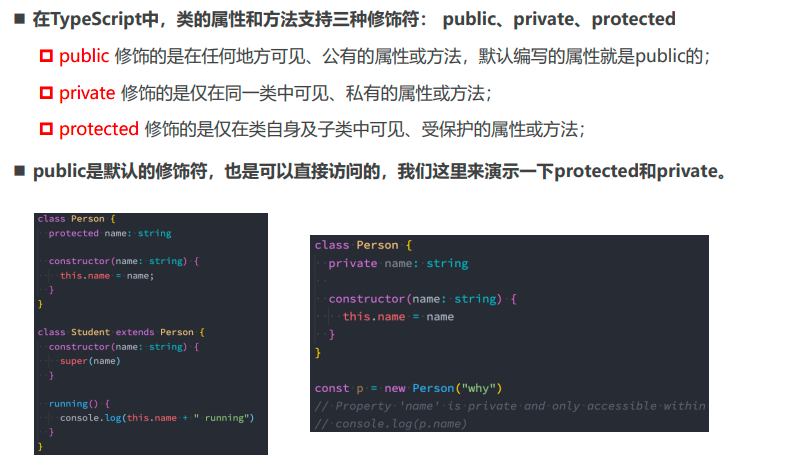 在TypeScript中，类的属性和方法支持三种修饰符： public、private、protected
public 修饰的是在任何地方可见、公有的属性或方法，默认编写的属性就是public的；
private 修饰的是仅在同一类中可见、私有的属性或方法；
protected 修饰的是仅在类自身及子类中可见、受保护的属性或方法；
public是默认的修饰符，也是可以直接访问的，我们这里来演示一下protected和private。
class Person {
protected name: string
constructor(name: string) {
this.name = name;
}
}
class Student extends Person {
constructor(name: string) {
super(name)
}
running() {
console.log(this.name + " running")
}
}
class Person {
private name: string
constructor(name: string) {
this.name = name
}
}
const p = new Person("why")
// Property 'name' is private and only accessible within
// console.log(p.name)